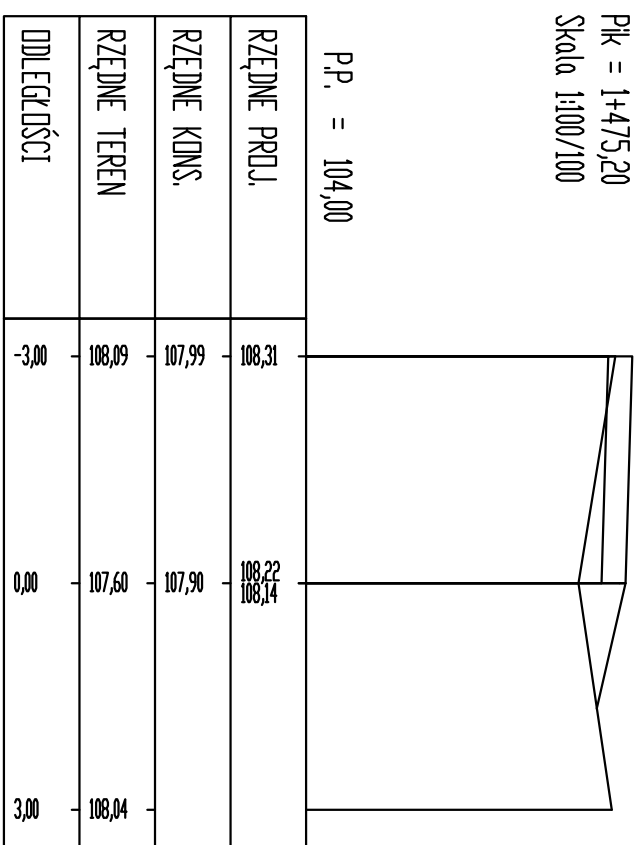 Pik = 1+475,20
Skala 1:100/100
P.P. = 104,00
RZĘDNE PROJ. 108,31 108,22
108,14
RZĘDNE KONS. 107,99 107,90
RZĘDNE TEREN 108,09 107,60 108,04
ODLEGŁOŚCI -3,00 0,00 3,00